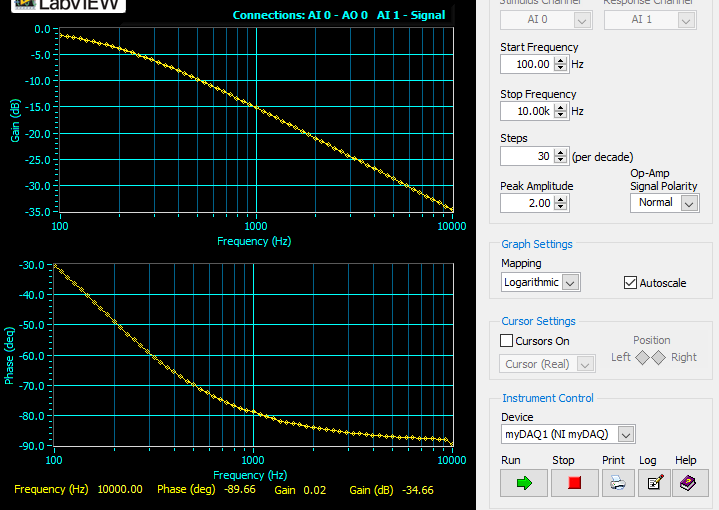 LabVIEW
Connections: AI 0 - AO 0 AI 1 - Signal
0.0
-5.0
-10.0
-15.0
-20.0
-25.0
-30.0
-35.0
Gain (dB)
100 1000 10000
Frequency (Hz)
-30.0
-40.0
-50.0
-60.0
-70.0
-80.0
-90.0
Phase (deg)
100 1000 10000
Frequency (Hz)
Frequency (Hz) 10000.00 Phase (deg) -89.66 Gain 0.02 Gain (dB) -34.66
Stimulus Channel Response Channel
AI 0 AI 1
Start Frequency
100.00 Hz
Stop Frequency
10.00k Hz
Steps
30 (per decade)
Peak Amplitude
2.00
Op-Amp
Signal Polarity
Normal
Graph Settings
Mapping
Logarithmic Autoscale
Cursor Settings
Cursors On Position
Cursor (Real) Left Right
Instrument Control
Device
myDAQ1 (NI myDAQ)
Run Stop Print Log Help